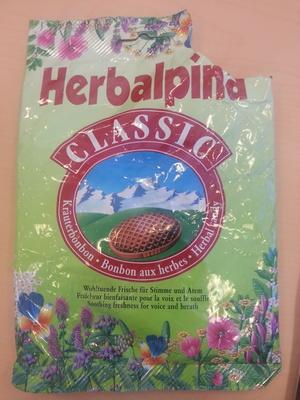 Herbalpina
CLASSIC
Kräuterbonbon · Bonbon aux herbes · Herbal candy
Wohltuende Frische für Stimme und Atem
Fraîcheur bienfaisante pour la voix et le souffle
Soothing freshness for voice and breath